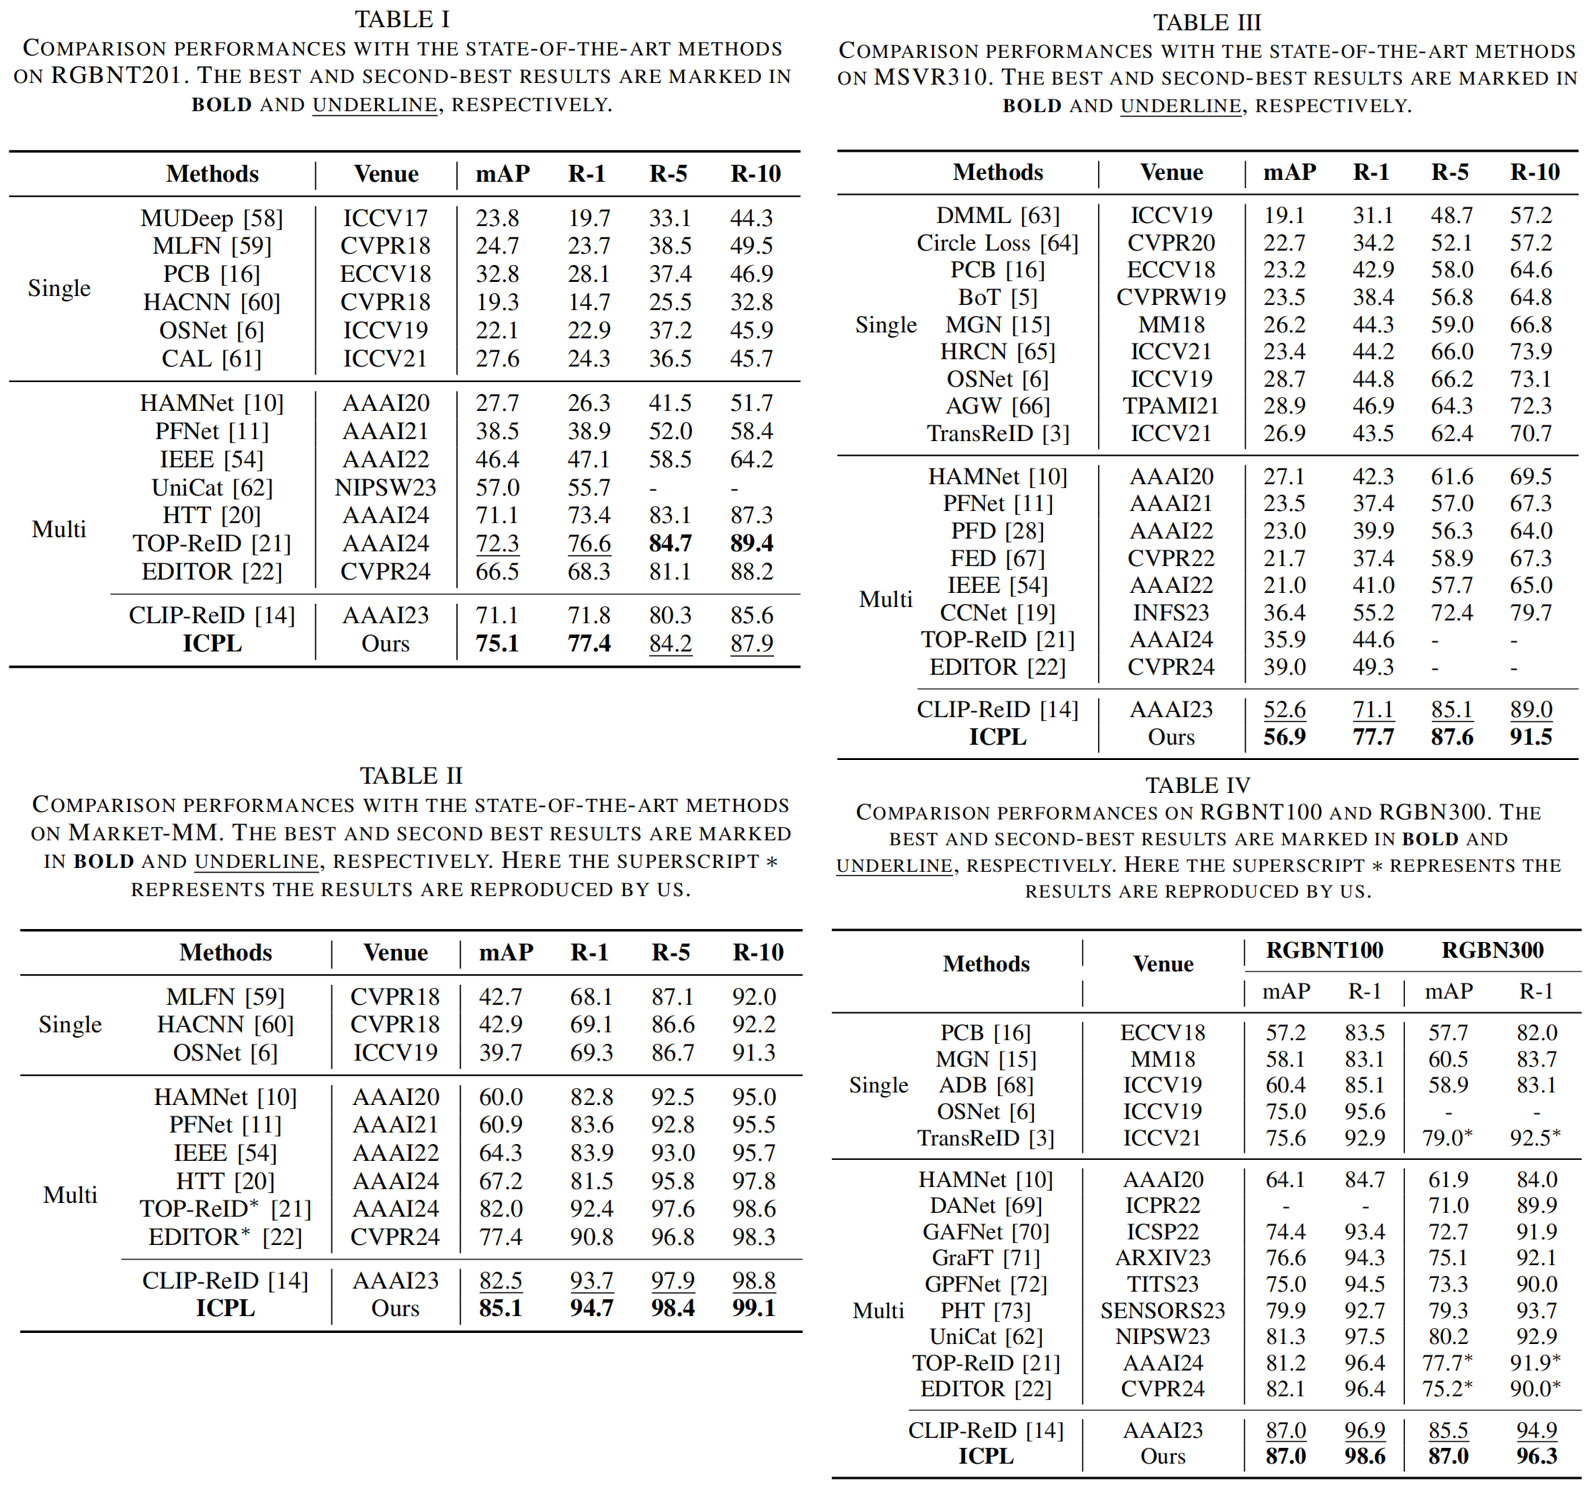 TABLE I
COMPARISON PERFORMANCES WITH THE STATE-OF-THE-ART METHODS
ON RGBNT201. THE BEST AND SECOND-BEST RESULTS ARE MARKED IN
BOLD AND UNDERLINE, RESPECTIVELY.
Methods Venue mAP R-1 R-5 R-10
Single
MUDeep [58] ICCV17 23.8 19.7 33.1 44.3
MLFN [59] CVPR18 24.7 23.7 38.5 49.5
PCB [16] ECCV18 32.8 28.1 37.4 46.9
HACNN [60] CVPR18 19.3 14.7 25.5 32.8
OSNet [6] ICCV19 22.1 22.9 37.2 45.9
CAL [61] ICCV21 27.6 24.3 36.5 45.7
Multi
HAMNet [10] AAAI20 27.7 26.3 41.5 51.7
PFNet [11] AAAI21 38.5 38.9 52.0 58.4
IEEE [54] AAAI22 46.4 47.1 58.5 64.2
UniCat [62] NIPSW23 57.0 55.7 - -
HTT [20] AAAI24 71.1 73.4 83.1 87.3
TOP-ReID [21] AAAI24 72.3 76.6 84.7 89.4
EDITOR [22] CVPR24 66.5 68.3 81.1 88.2
CLIP-ReID [14] AAAI23 71.1 71.8 80.3 85.6
ICPL Ours 75.1 77.4 84.2 87.9
TABLE II
COMPARISON PERFORMANCES WITH THE STATE-OF-THE-ART METHODS
ON MARKET-MM. THE BEST AND SECOND BEST RESULTS ARE MARKED
IN BOLD AND UNDERLINE, RESPECTIVELY. HERE THE SUPERSCRIPT *
REPRESENTS THE RESULTS ARE REPRODUCED BY US.
Methods Venue mAP R-1 R-5 R-10
Single
MLFN [59] CVPR18 42.7 68.1 87.1 92.0
HACNN [60] CVPR18 42.9 69.1 86.6 92.2
OSNet [6] ICCV19 39.7 69.3 86.7 91.3
Multi
HAMNet [10] AAAI20 60.0 82.8 92.5 95.0
PFNet [11] AAAI21 60.9 83.6 92.8 95.5
IEEE [54] AAAI22 64.3 83.9 93.0 95.7
HTT [20] AAAI24 67.2 81.5 95.8 97.8
TOP-ReID* [21] AAAI24 82.0 92.4 97.6 98.6
EDITOR* [22] CVPR24 77.4 90.8 96.8 98.3
CLIP-ReID [14] AAAI23 82.5 93.7 97.9 98.8
ICPL Ours 85.1 94.7 98.4 99.1
TABLE III
COMPARISON PERFORMANCES WITH THE STATE-OF-THE-ART METHODS
ON MSVR310. THE BEST AND SECOND-BEST RESULTS ARE MARKED IN
BOLD AND UNDERLINE, RESPECTIVELY.
Methods Venue mAP R-1 R-5 R-10
Single
DMML [63] ICCV19 19.1 31.1 48.7 57.2
Circle Loss [64] CVPR20 22.7 34.2 52.1 57.2
PCB [16] ECCV18 23.2 42.9 58.0 64.6
BoT [5] CVPRW19 23.5 38.4 56.8 64.8
MGN [15] MM18 26.2 44.3 59.0 66.8
HRCN [65] ICCV21 23.4 44.2 66.0 73.9
OSNet [6] ICCV19 28.7 44.8 66.2 73.1
AGW [66] TPAMI21 28.9 46.9 64.3 72.3
TransReID [3] ICCV21 26.9 43.5 62.4 70.7
Multi
HAMNet [10] AAAI20 27.1 42.3 61.6 69.5
PFNet [11] AAAI21 23.5 37.4 57.0 67.3
PFD [28] AAAI22 23.0 39.9 56.3 64.0
FED [67] CVPR22 21.7 37.4 58.9 67.3
IEEE [54] AAAI22 21.0 41.0 57.7 65.0
CCNet [19] INFS23 36.4 55.2 72.4 79.7
TOP-ReID [21] AAAI24 35.9 44.6 - -
EDITOR [22] CVPR24 39.0 49.3 - -
CLIP-ReID [14] AAAI23 52.6 71.1 85.1 89.0
ICPL Ours 56.9 77.7 87.6 91.5
TABLE IV
COMPARISON PERFORMANCES ON RGBNT100 AND RGBN300. THE
BEST AND SECOND-BEST RESULTS ARE MARKED IN BOLD AND
UNDERLINE, RESPECTIVELY. HERE THE SUPERSCRIPT * REPRESENTS THE
RESULTS ARE REPRODUCED BY US.
Methods Venue RGBNT100 RGBN300
mAP R-1 mAP R-1
Single
PCB [16] ECCV18 57.2 83.5 57.7 82.0
MGN [15] MM18 58.1 83.1 60.5 83.7
ADB [68] ICCV19 60.4 85.1 58.9 83.1
OSNet [6] ICCV19 75.0 95.6 - -
TransReID [3] ICCV21 75.6 92.9 79.0* 92.5*
Multi
HAMNet [10] AAAI20 64.1 84.7 61.9 84.0
DANet [69] ICPR22 - - 71.0 89.9
GAFNet [70] ICSP22 74.4 93.4 72.7 91.9
GraFT [71] ARXIV23 76.6 94.3 75.1 92.1
GPFNet [72] TITS23 75.0 94.5 73.3 90.0
PHT [73] SENSORS23 79.9 92.7 79.3 93.7
UniCat [62] NIPSW23 81.3 97.5 80.2 92.9
TOP-ReID [21] AAAI24 81.2 96.4 77.7* 91.9*
EDITOR [22] CVPR24 82.1 96.4 75.2* 90.0*
CLIP-ReID [14] AAAI23 87.0 96.9 85.5 94.9
ICPL Ours 87.0 98.6 87.0 96.3